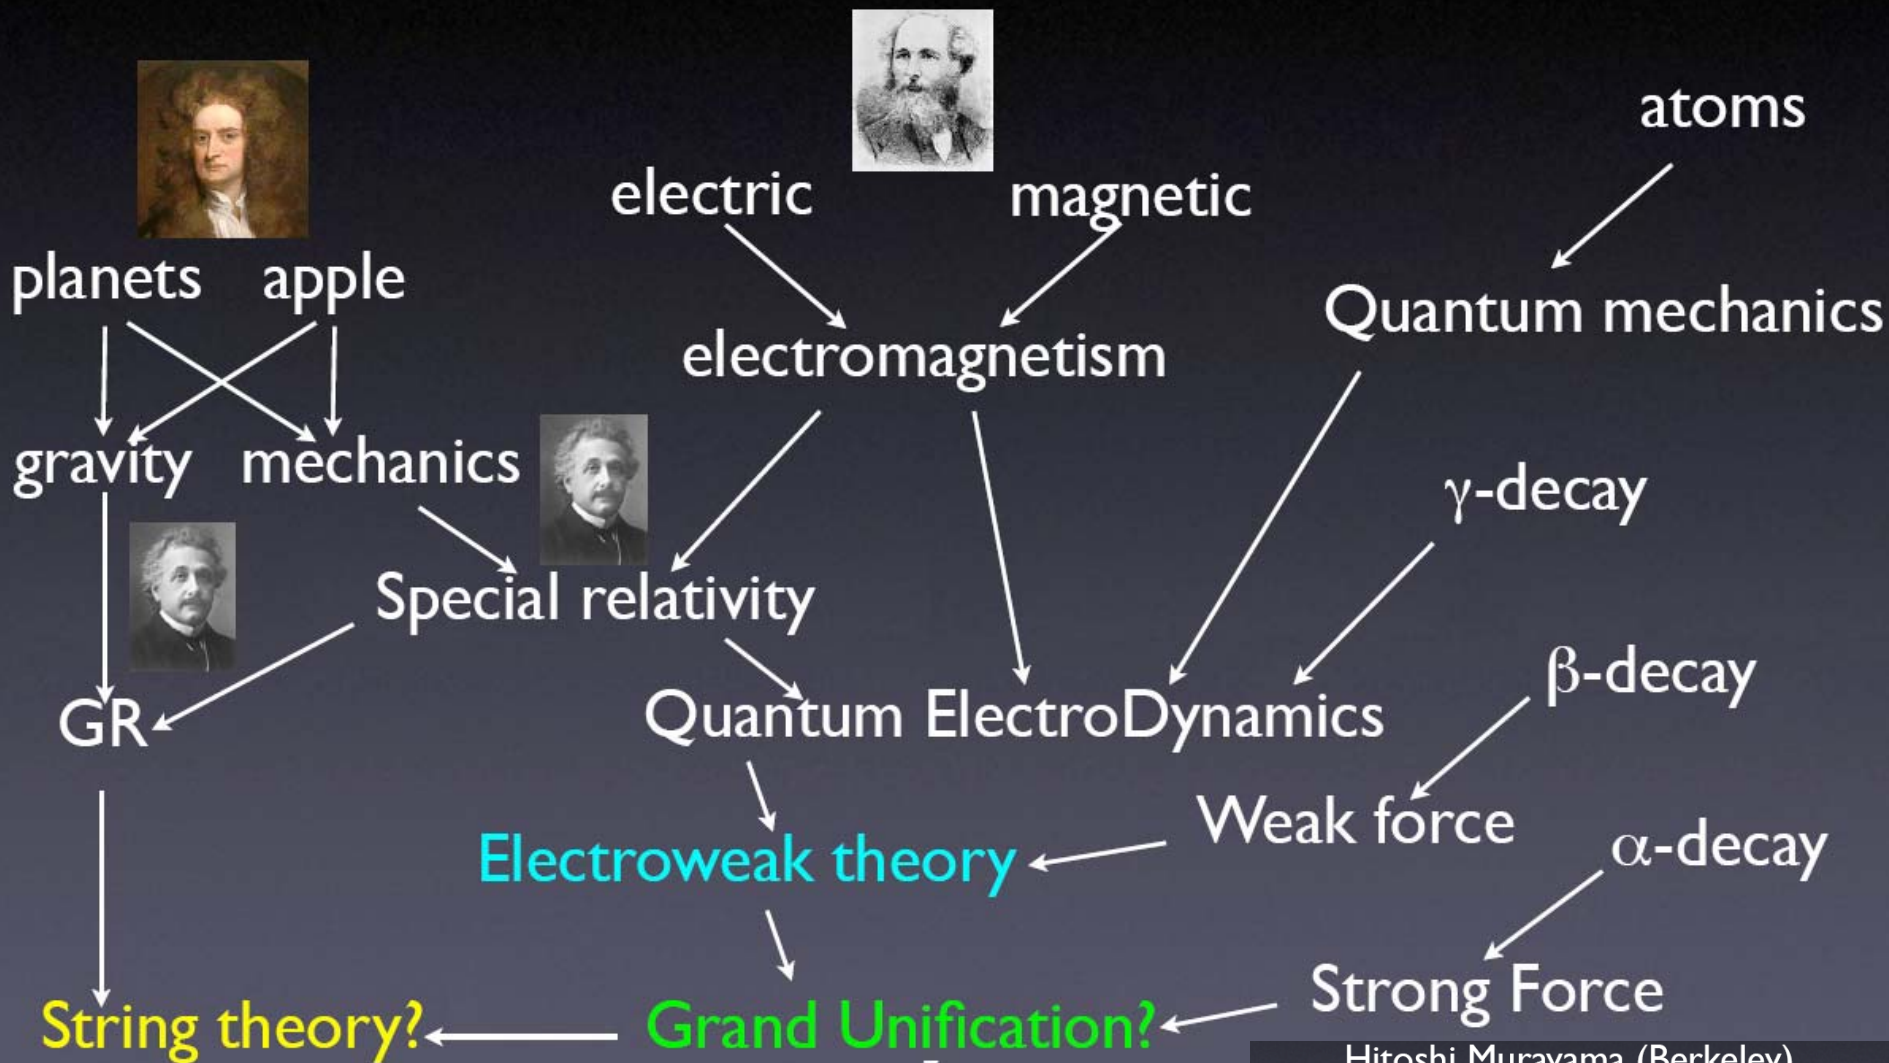 atoms
electric magnetic
planets apple
Quantum mechanics
electromagnetism
gravity mechanics
γ-decay
Special relativity
β-decay
GR
Quantum ElectroDynamics
Weak force
Electroweak theory
α-decay
Strong Force
String theory?
Grand Unification?
Hitoshi Murayama (Berkeley)